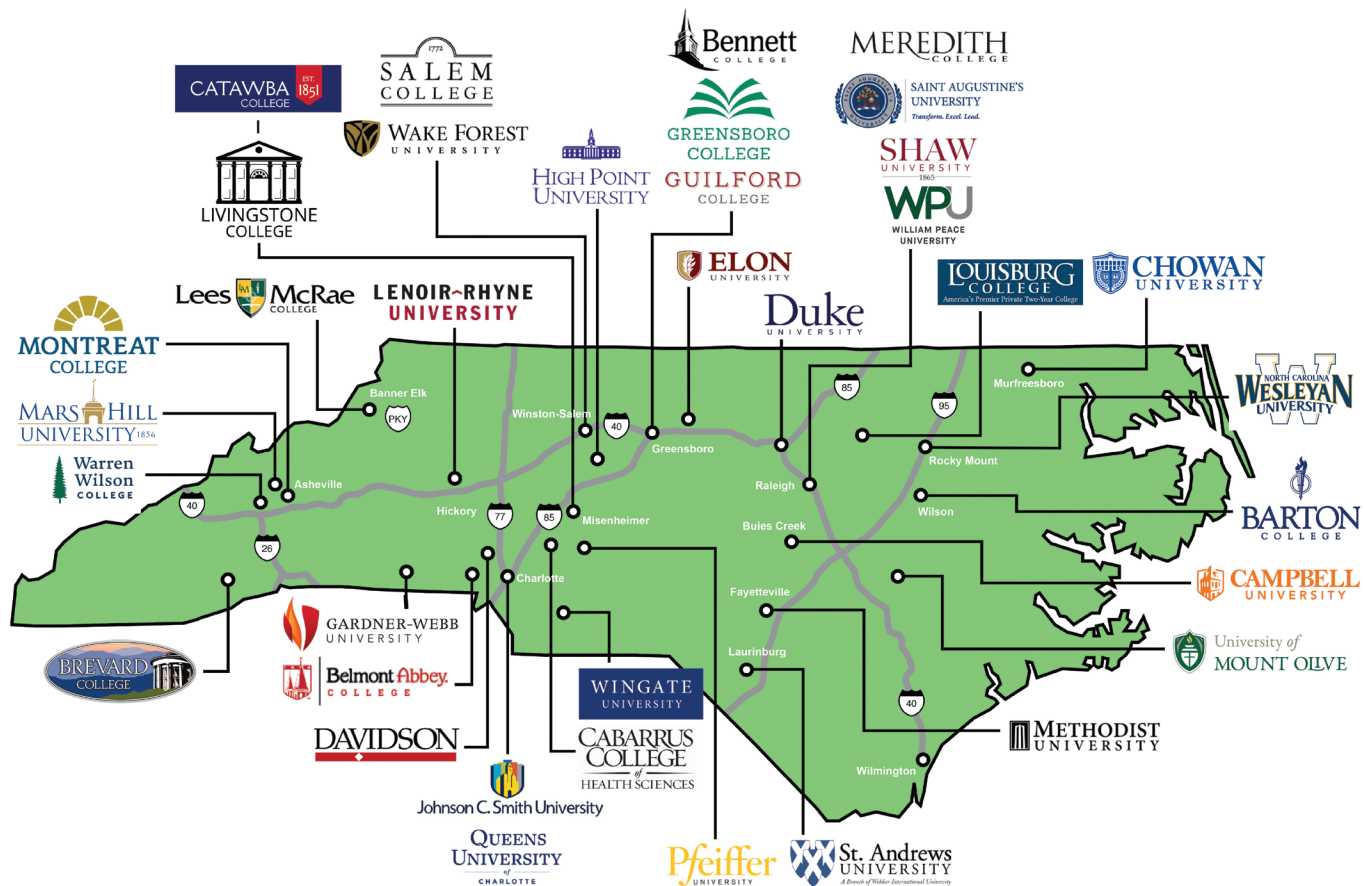 Bennett
COLLEGE
MEREDITH
COLLEGE
1772
SALEM
COLLEGE
CATAWBA
COLLEGE
EST.
1851
GREENSBORO
COLLEGE
SAINT AUGUSTINE'S
UNIVERSITY
SAINT AUGUSTINE'S
UNIVERSITY
Transform. Excel. Lead.
WAKE FOREST
UNIVERSITY
SHAW
UNIVERSITY
1865
HIGH POINT
UNIVERSITY
GUILFORD
COLLEGE
WPU
WILLIAM PEACE
UNIVERSITY
LIVINGSTONE
COLLEGE
ELON
UNIVERSITY
LOUISBURG
COLLEGE
America's Premier Private Two-Year College
CHOWAN
UNIVERSITY
Lees
LM
McRae
COLLEGE
LENOIR-RHYNE
UNIVERSITY
Duke
UNIVERSITY
MONTREAT
COLLEGE
W
NORTH CAROLINA
WESLEYAN
UNIVERSITY
MARS HILL
UNIVERSITY 1856
Warren
Wilson
COLLEGE
Banner Elk
PKY
Murfreesboro
85
95
Winston-Salem
40
Greensboro
Rocky Mount
Asheville
40
Raleigh
Hickory
77
85
Misenheimer
Wilson
Buies Creek
BARTON
COLLEGE
26
Charlotte
Fayetteville
CAMPBELL
UNIVERSITY
GARDNER-WEBB
UNIVERSITY
University of
MOUNT OLIVE
Laurinburg
BREVARD
COLLEGE
Belmont Abbey.
COLLEGE
WINGATE
UNIVERSITY
40
DAVIDSON
CABARRUS
COLLEGE
of
HEALTH SCIENCES
METHODIST
UNIVERSITY
Wilmington
Johnson C. Smith University
QUEENS
UNIVERSITY
of
CHARLOTTE
Pfeiffer
UNIVERSITY
St. Andrews
UNIVERSITY
A Branch of Webber International University